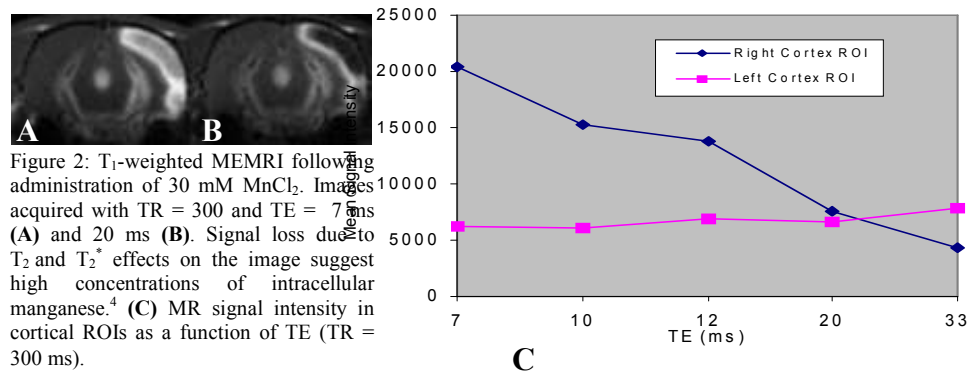 A
B
Figure 2: T₁-weighted MEMRI following
administration of 30 mM MnCl₂. Images
acquired with TR = 300 and TE = 7 ms
(A) and 20 ms (B). Signal loss due to
T₂ and T₂* effects on the image suggest
high concentrations of intracellular
manganese.⁴ (C) MR signal intensity in
cortical ROIs as a function of TE (TR =
300 ms).
Mean Signal Intensity
25000
20000
15000
10000
5000
0
Right Cortex ROI
Left Cortex ROI
7 10 12 20 33
TE (ms)
C